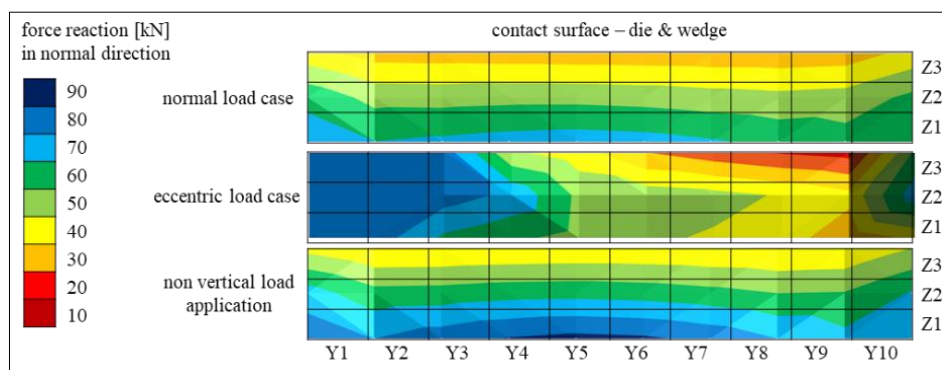 force reaction [kN]
in normal direction
contact surface – die & wedge
90
80
70
60
50
40
30
20
10
normal load case
Z3
Z2
Z1
eccentric load case
Z3
Z2
Z1
non vertical load
application
Z3
Z2
Z1
Y1 Y2 Y3 Y4 Y5 Y6 Y7 Y8 Y9 Y10